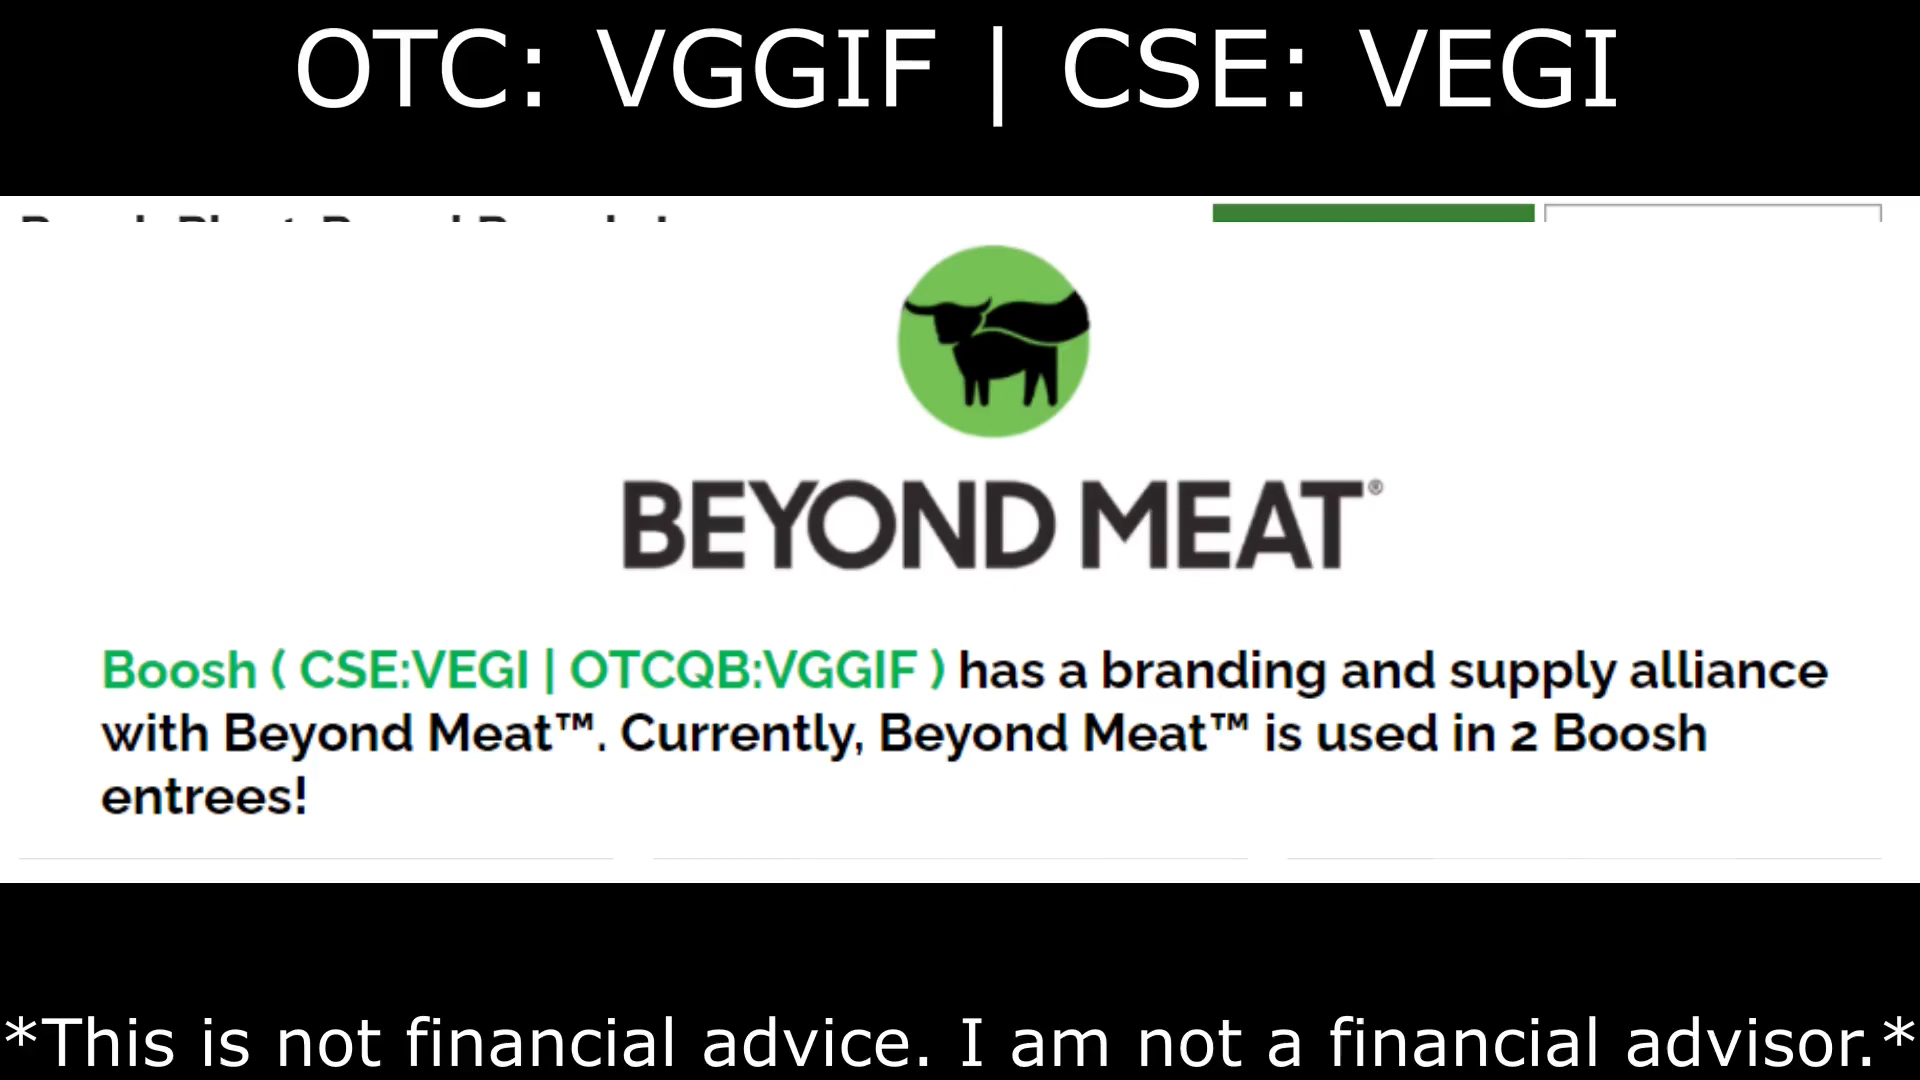 OTC: VGGIF | CSE: VEGI
BEYOND MEAT®
Boosh ( CSE:VEGI | OTCQB:VGGIF ) has a branding and supply alliance
with Beyond Meat™. Currently, Beyond Meat™ is used in 2 Boosh
entrees!
*This is not financial advice. I am not a financial advisor.*